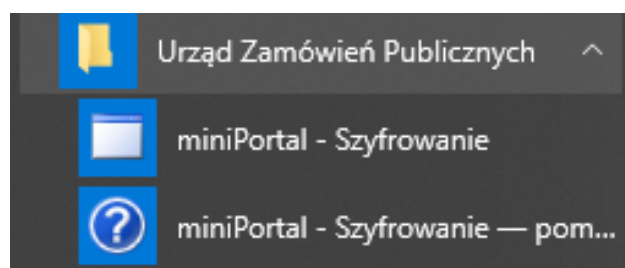 Urząd Zamówień Publicznych
miniPortal - Szyfrowanie
miniPortal - Szyfrowanie — pom...